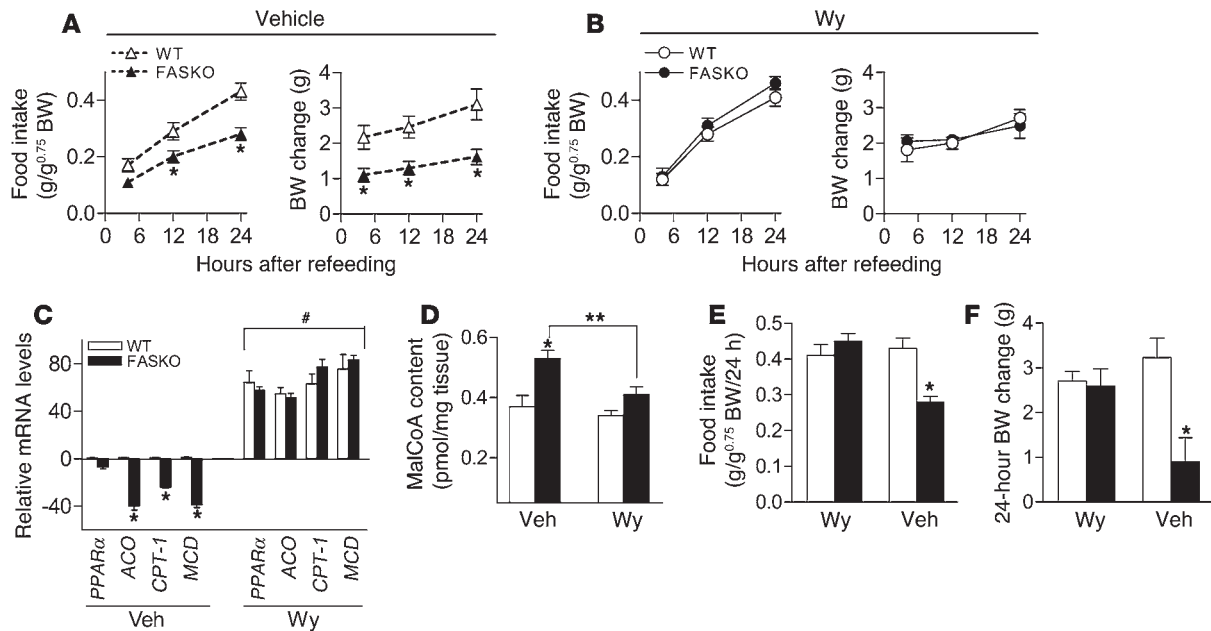 A
Vehicle
WT
FASKO
Food intake
(g/g0.75 BW)
0.4
0.2
0.0
0 6 12 18 24
BW change (g)
4
3
2
1
0
0 6 12 18 24
*
*
*
*
*
Hours after refeeding
B
Wy
WT
FASKO
Food intake
(g/g0.75 BW)
0.4
0.2
0.0
0 6 12 18 24
BW change (g)
4
3
2
1
0
0 6 12 18 24
Hours after refeeding
C
WT
FASKO
#
Relative mRNA levels
80
40
0
-40
*
*
*
PPARα
ACO
CPT-1
MCD
PPARα
ACO
CPT-1
MCD
Veh
Wy
D
MalCoA content
(pmol/mg tissue)
0.6
0.4
0.2
*
**
Veh Wy
E
Food intake
(g/g0.75 BW/24 h)
0.5
0.4
0.3
0.2
0.1
0.0
*
Wy Veh
F
24-hour BW change (g)
4
3
2
1
0
*
Wy Veh